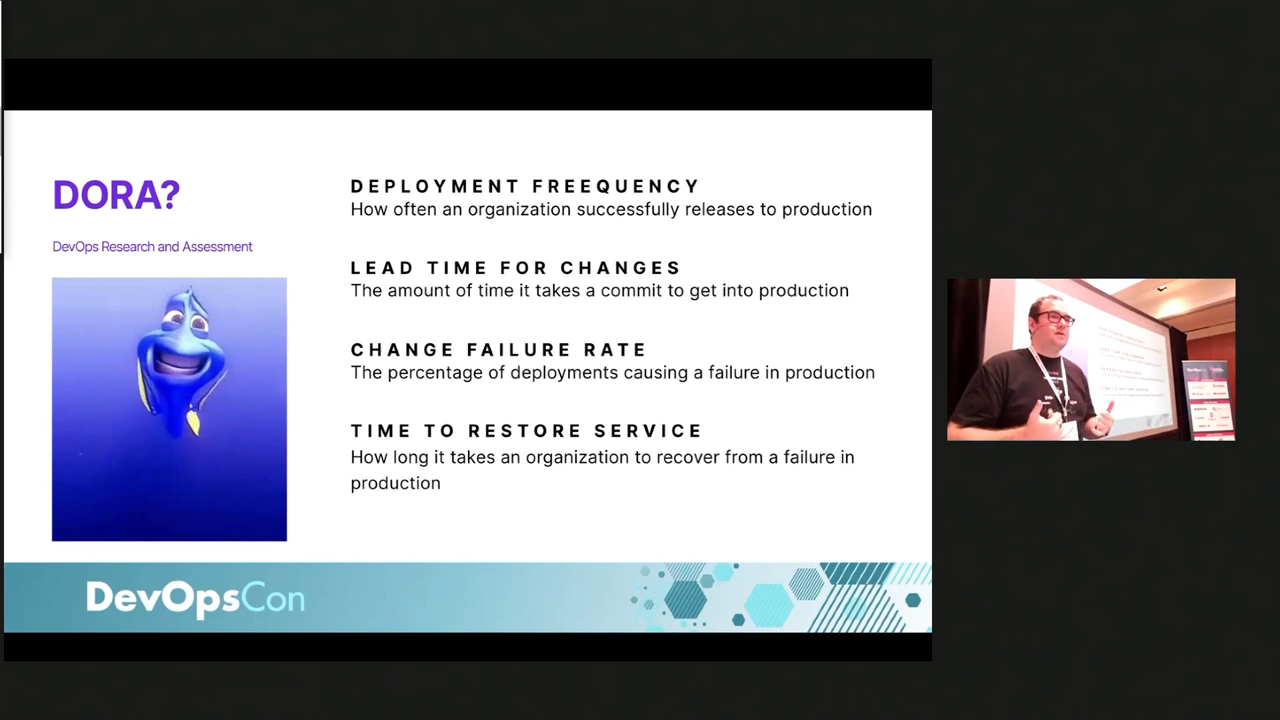 DORA?
DevOps Research and Assessment
DEPLOYMENT FREEQUENCY
How often an organization successfully releases to production
LEAD TIME FOR CHANGES
The amount of time it takes a commit to get into production
CHANGE FAILURE RATE
The percentage of deployments causing a failure in production
TIME TO RESTORE SERVICE
How long it takes an organization to recover from a failure in
production
DevOpsCon